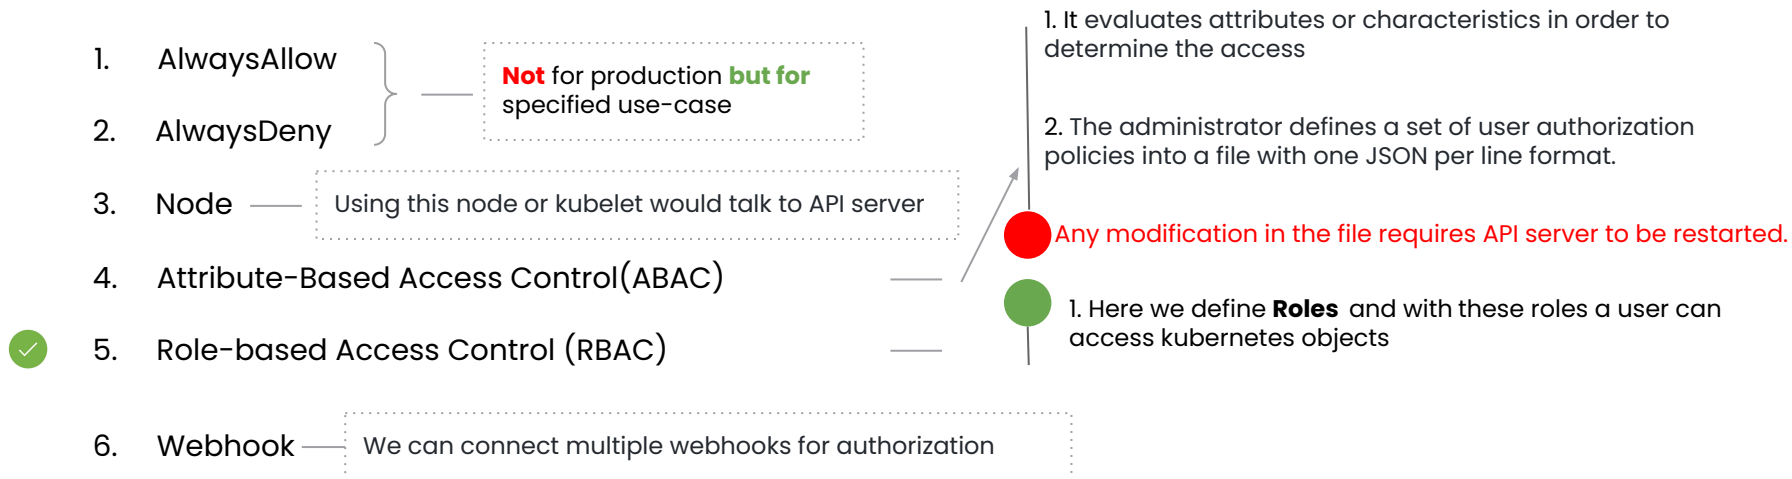 1. AlwaysAllow
2. AlwaysDeny
Not for production but for
specified use-case
3. Node
Using this node or kubelet would talk to API server
4. Attribute-Based Access Control(ABAC)
5. Role-based Access Control (RBAC)
6. Webhook
We can connect multiple webhooks for authorization
1. It evaluates attributes or characteristics in order to
determine the access
2. The administrator defines a set of user authorization
policies into a file with one JSON per line format.
Any modification in the file requires API server to be restarted.
1. Here we define Roles and with these roles a user can
access kubernetes objects